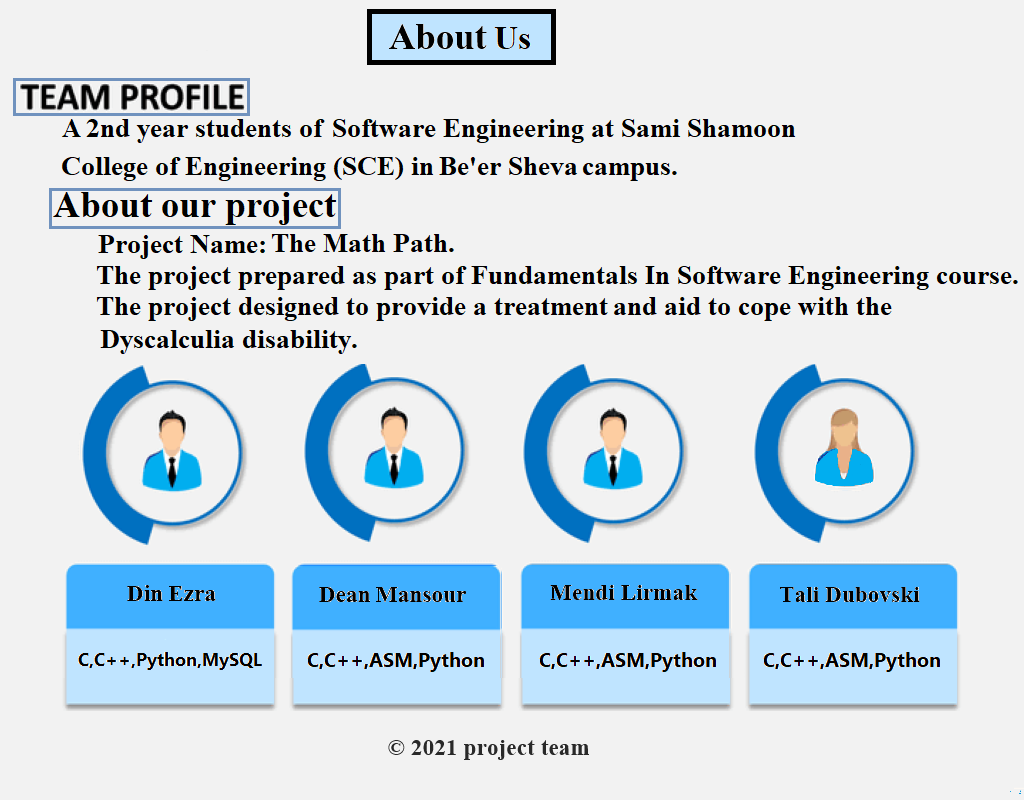 About Us
TEAM PROFILE
A 2nd year students of Software Engineering at Sami Shamoon
College of Engineering (SCE) in Be'er Sheva campus.
About our project
Project Name: The Math Path.
The project prepared as part of Fundamentals In Software Engineering course.
The project designed to provide a treatment and aid to cope with the
Dyscalculia disability.
Din Ezra
Dean Mansour
Mendi Lirmak
Tali Dubovski
C,C++,Python,MySQL
C,C++,ASM,Python
C,C++,ASM,Python
C,C++,ASM,Python
© 2021 project team